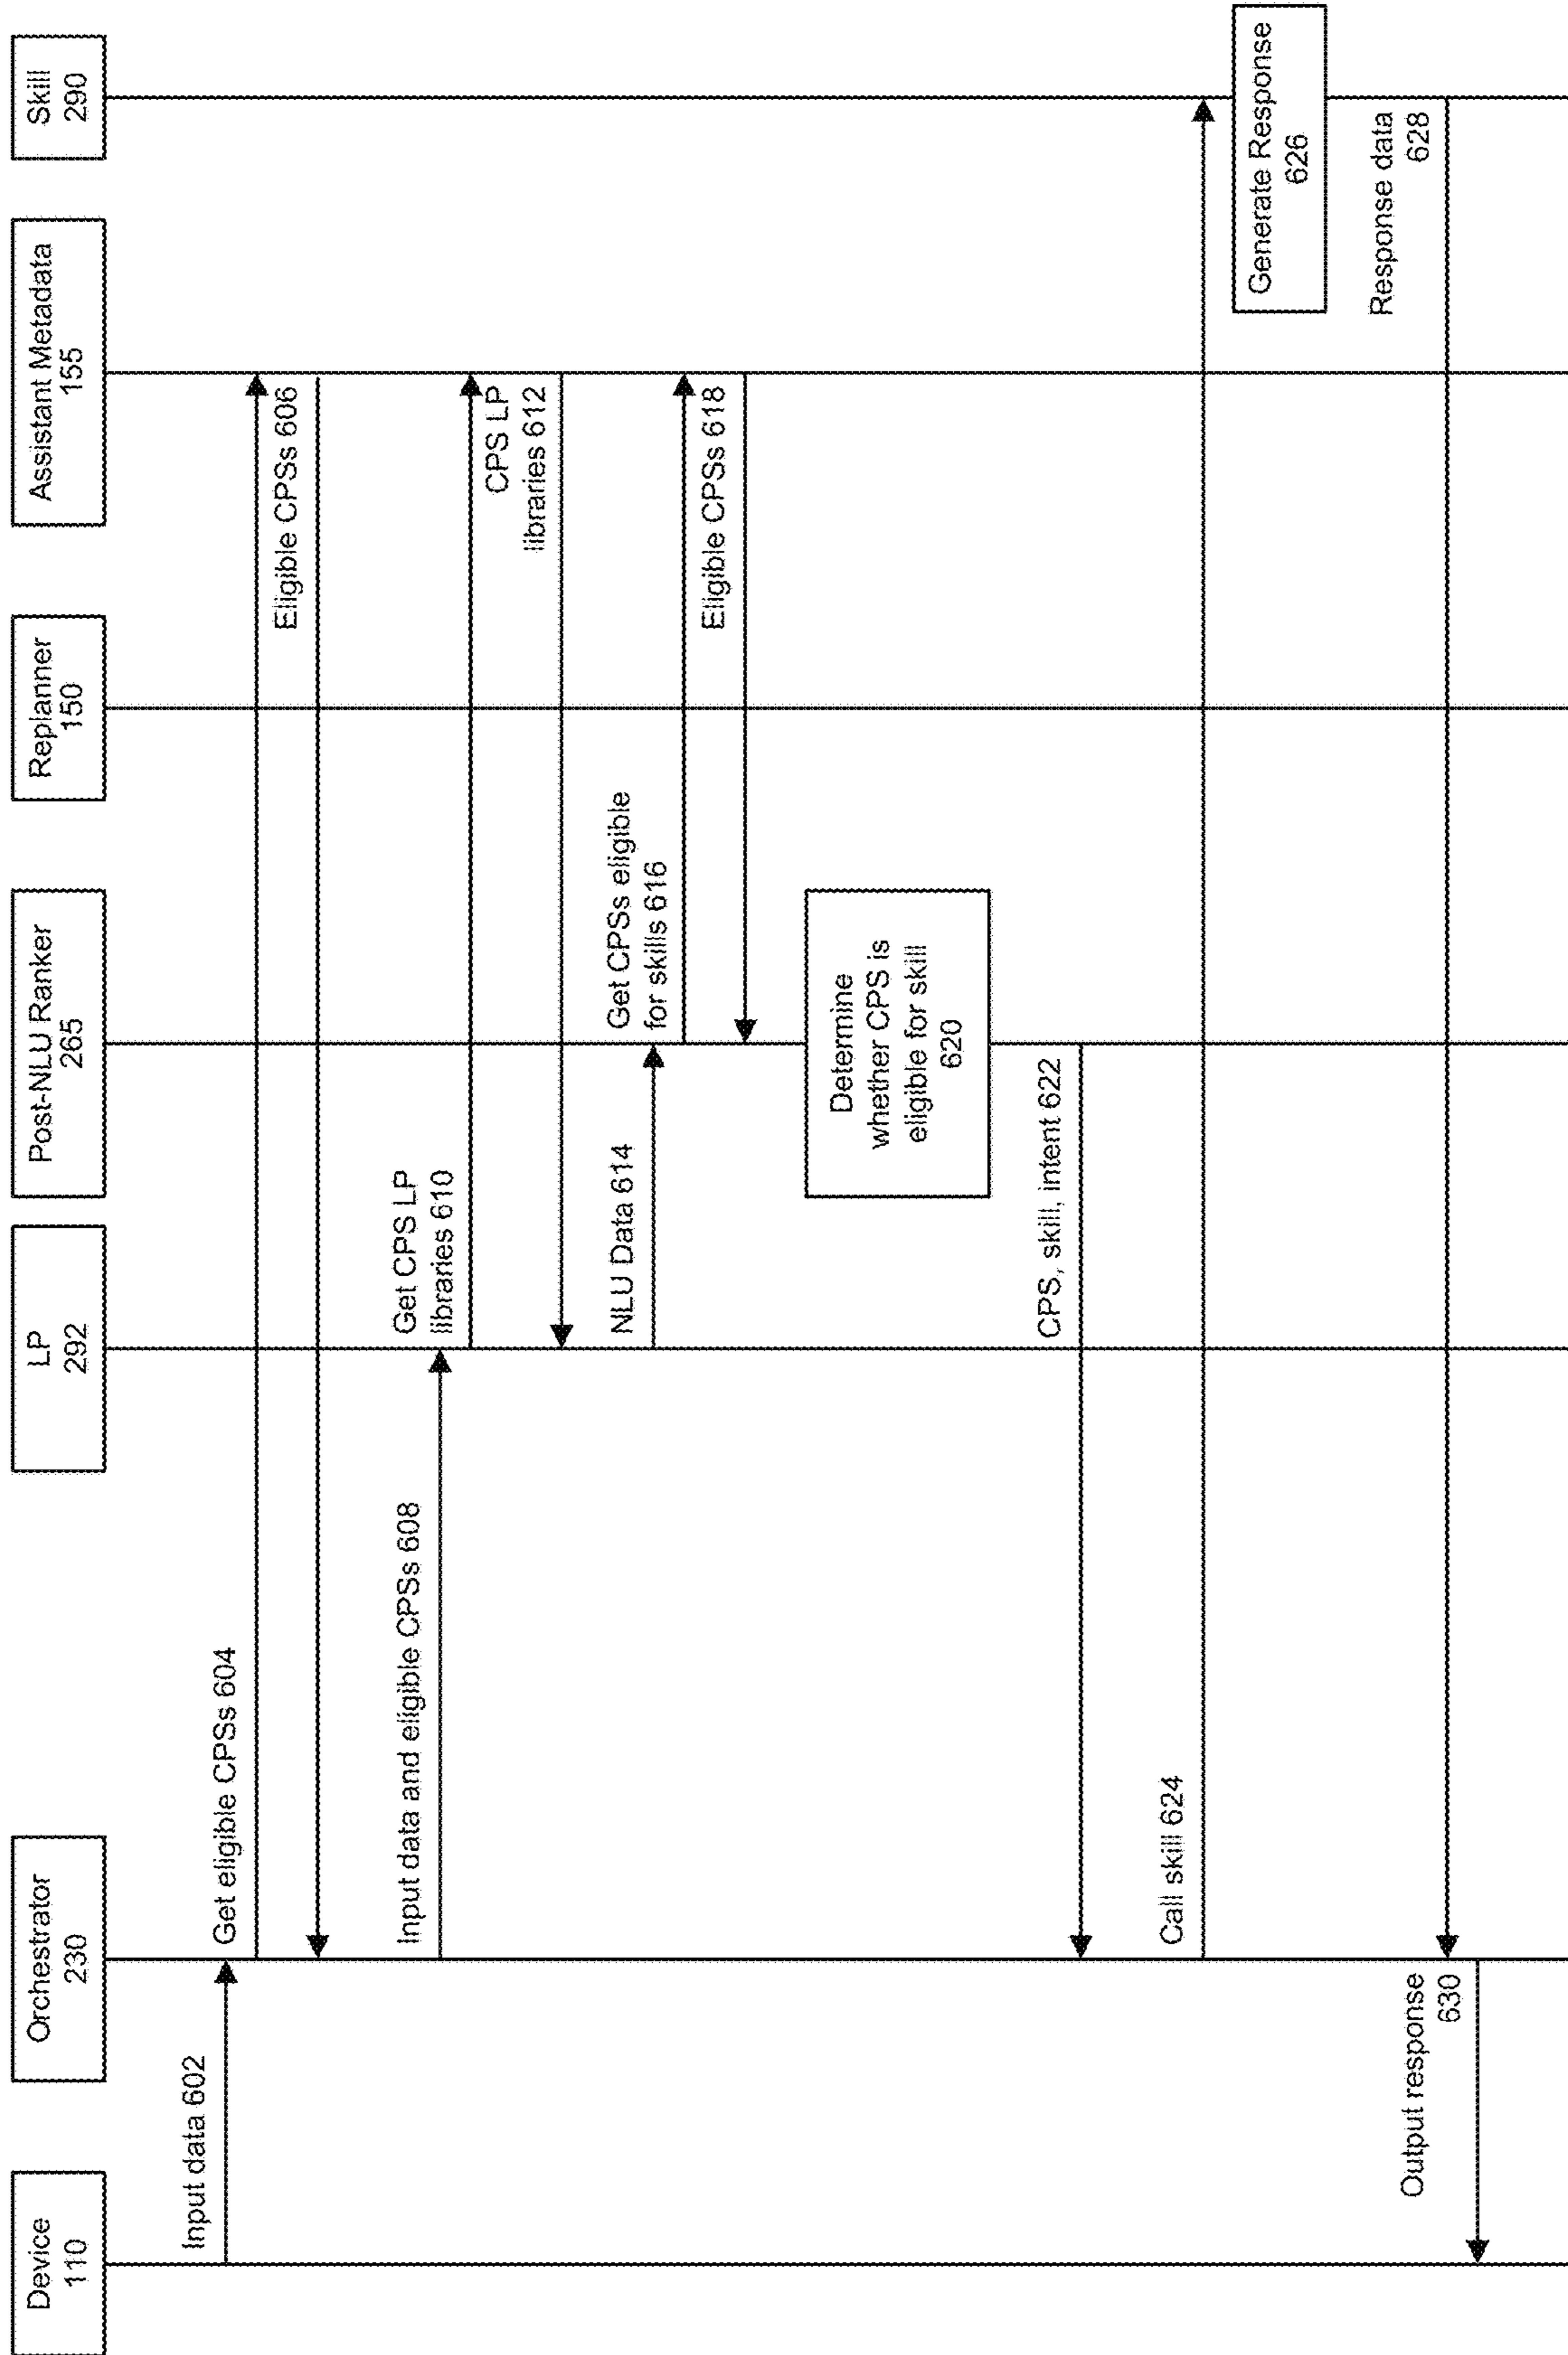 Device
110
Orchestrator
230
LP
292
Post-NLU Ranker
265
Replanner
150
Assistant Metadata
155
Skill
290
Input data 602
Get eligible CPSs 604
Eligible CPSs 606
Input data and eligible CPSs 608
Get CPS LP
libraries 610
CPS LP
libraries 612
NLU Data 614
Get CPSs eligible
for skills 616
Eligible CPSs 618
Determine
whether CPS is
eligible for skill
620
CPS, skill, intent 622
Call skill 624
Generate Response
626
Response data
628
Output response
630